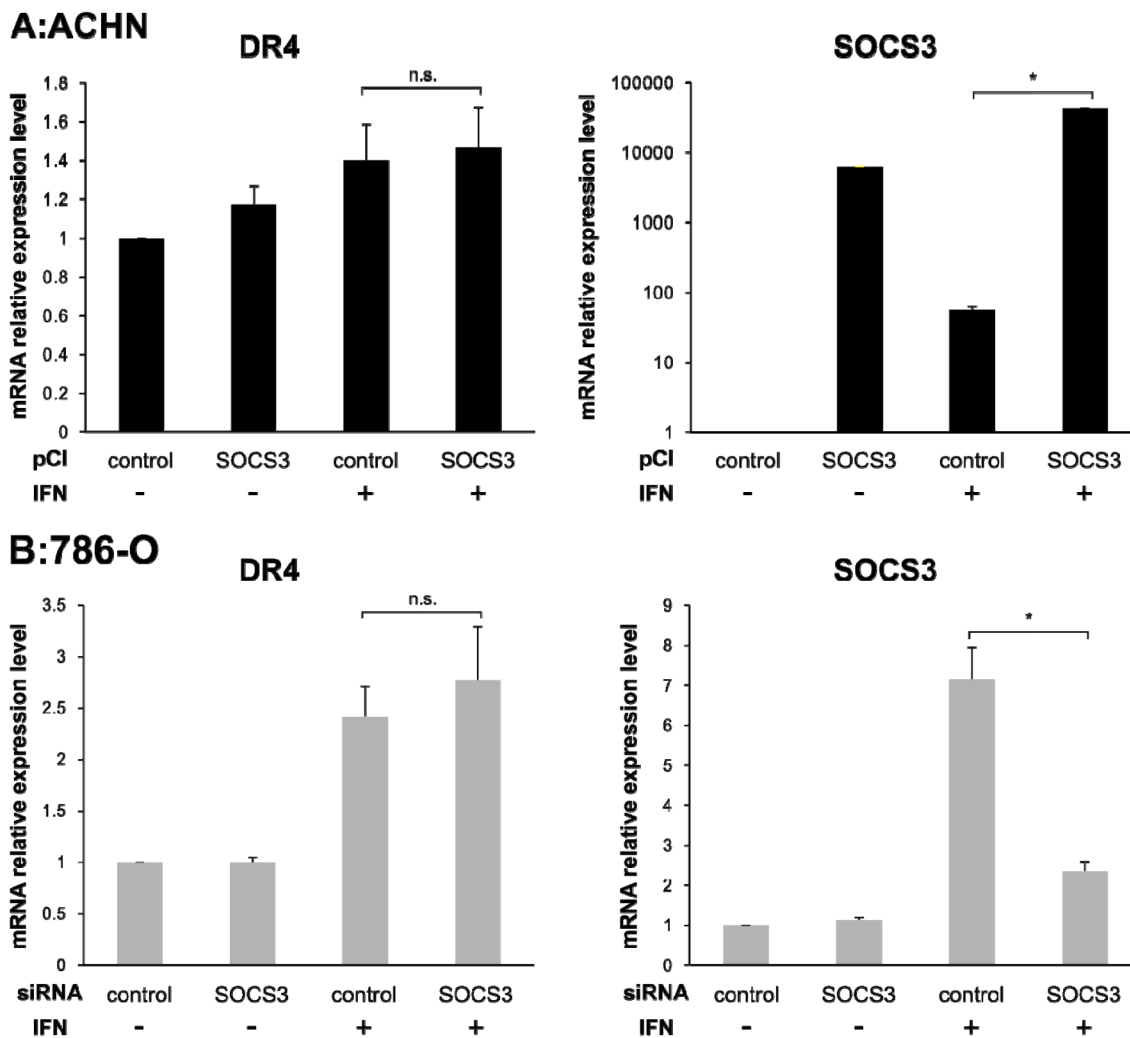 A:ACHN
DR4
mRNA relative expression level
1.8
1.6
1.4
1.2
1
0.8
0.6
0.4
0.2
0
n.s.
pCI control SOCS3 control SOCS3
IFN - - + +
SOCS3
mRNA relative expression level
100000
10000
1000
100
10
1
*
pCI control SOCS3 control SOCS3
IFN - - + +
B:786-O
DR4
mRNA relative expression level
3.5
3
2.5
2
1.5
1
0.5
0
n.s.
siRNA control SOCS3 control SOCS3
IFN - - + +
SOCS3
mRNA relative expression level
9
8
7
6
5
4
3
2
1
0
*
siRNA control SOCS3 control SOCS3
IFN - - + +